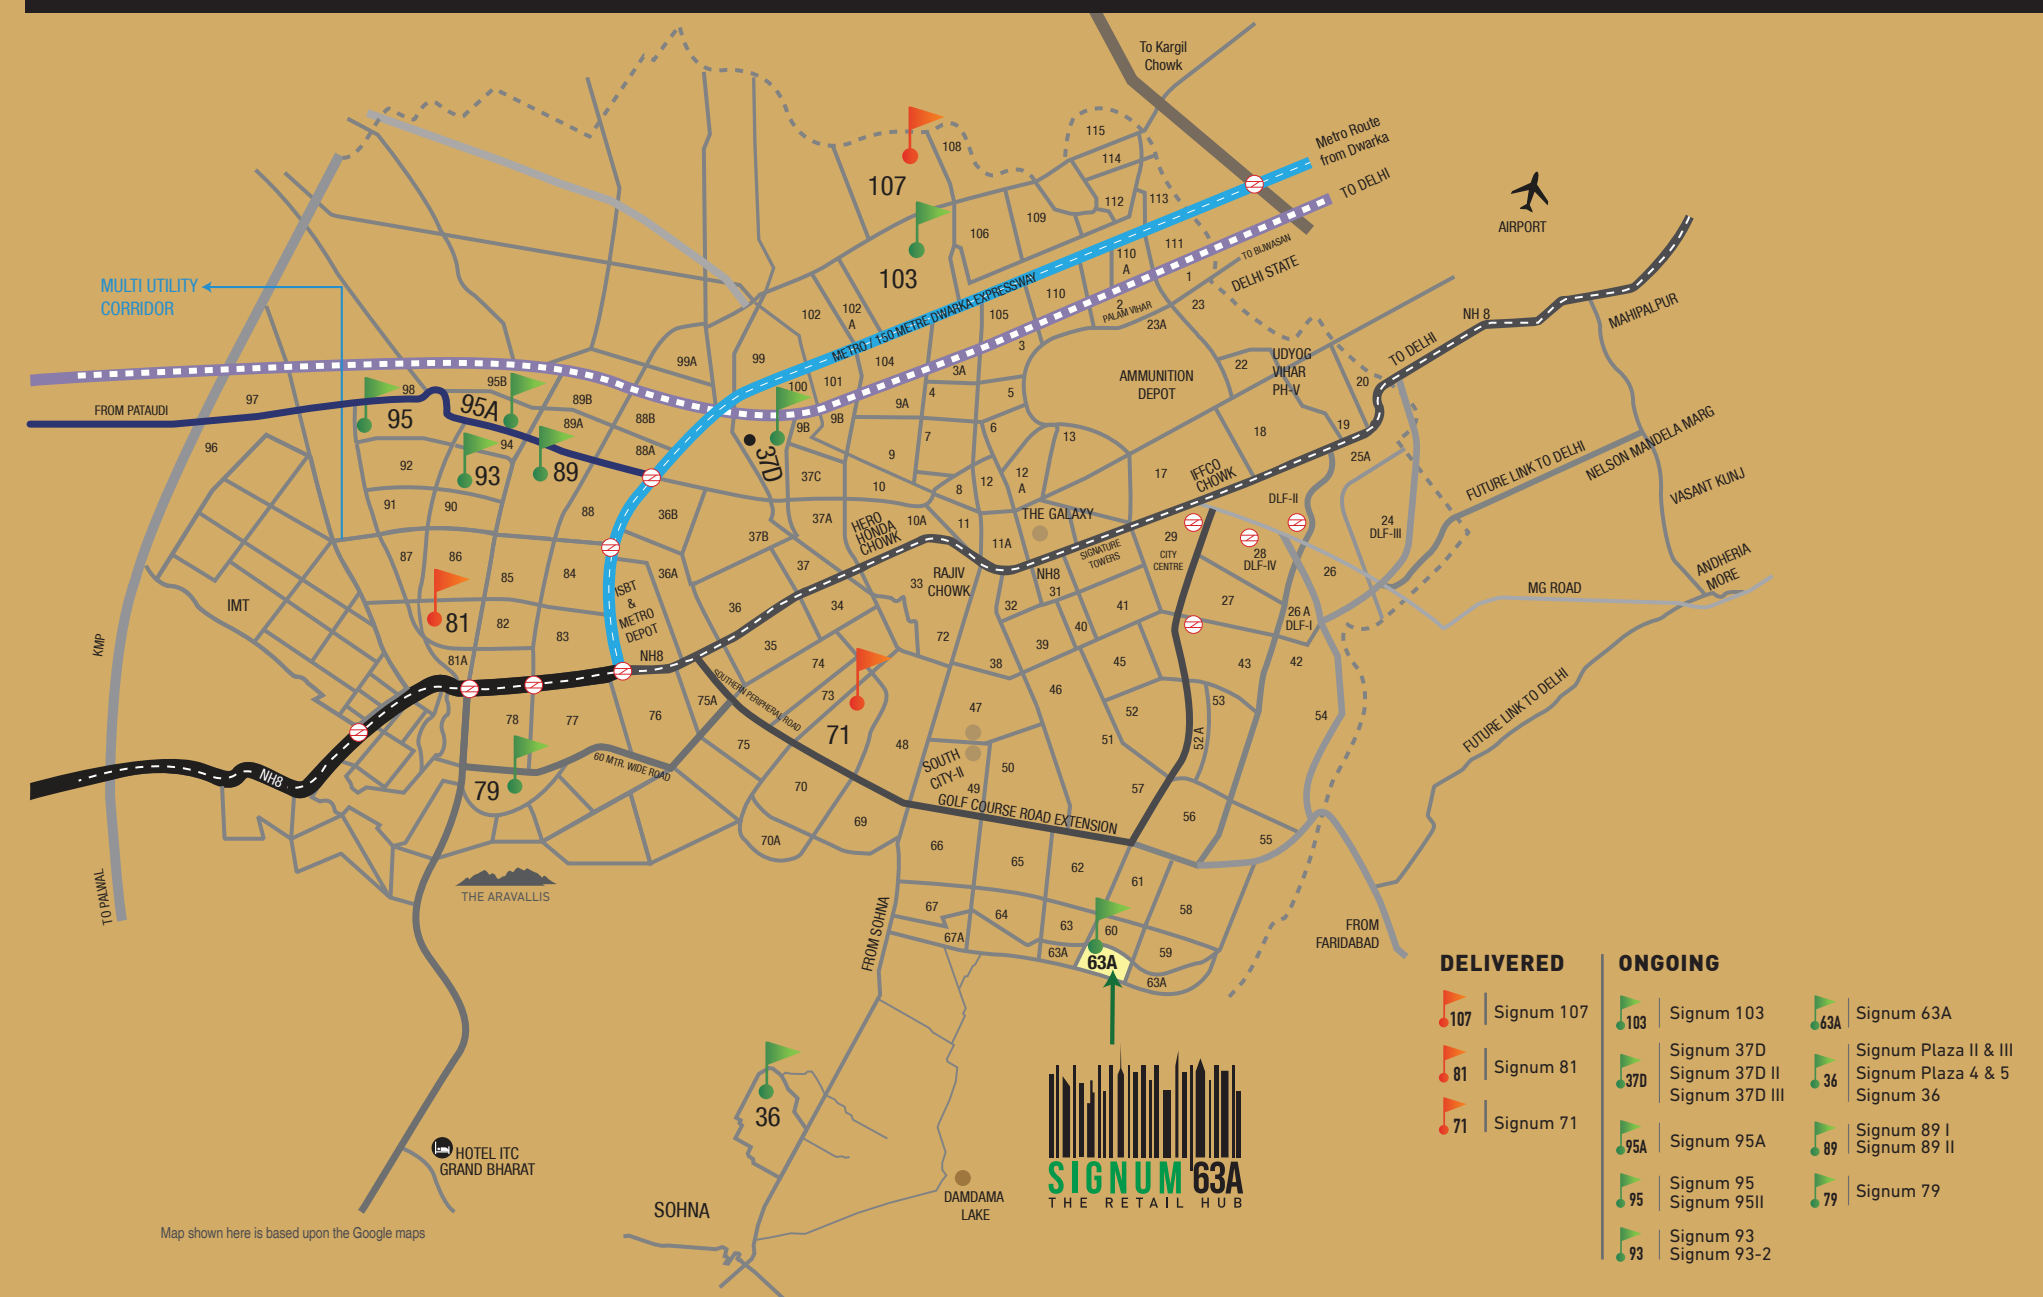 To Kargil
Chowk
Metro Route
from Dwarka
TO DELHI
AIRPORT
115
108
114
107
112
113
109
106
111
110
A
TO BIJWASAN
DELHI STATE
103
1
MULTI UTILITY
CORRIDOR
METRO / 150 METRE DWARKA EXPRESSWAY
110
2
PALAM VIHAR
23
23A
102
102
A
105
NH 8
MAHIPALPUR
TO DELHI
3
99A
99
104
3A
22
UDYOG
VIHAR
PH-V
AMMUNITION
DEPOT
20
FROM PATAUDI
97
98
95B
95
95A
89B
88B
100
101
9A
4
5
9B
9B
89A
94
96
92
93
89
88A
37D
37C
7
6
13
18
19
25A
9
17
IFFCO
CHOWK
FUTURE LINK TO DELHI
NELSON MANDELA MARG
VASANT KUNJ
12
12
A
10
8
91
90
88
36B
37A
HERO
HONDA
CHOWK
10A
11
THE GALAXY
DLF-II
24
DLF-III
37B
11A
SIGNATURE
TOWERS
29
CITY
CENTRE
28
DLF-IV
87
86
85
84
36A
37
33
RAJIV
CHOWK
NH8
31
26
ANDHERIA
MORE
MG ROAD
IMT
ISBT
&
METRO
DEPOT
36
34
32
41
27
26 A
DLF-I
81
82
83
40
72
39
KMP
81A
NH8
35
74
38
45
43
42
SOUTHERN PERIPHERAL ROAD
73
75A
46
78
77
76
71
47
52
53
54
FUTURE LINK TO DELHI
75
48
51
52 A
NH8
60 MTR. WIDE ROAD
SOUTH
CITY-II
50
79
70
49
57
GOLF COURSE ROAD EXTENSION
56
69
70A
66
55
65
62
61
THE ARAVALLIS
TO PALWAL
67
64
63
60
58
FROM SOHNA
67A
63A
59
63A
63A
FROM
FARIDABAD
DELIVERED
ONGOING
107
Signum 107
81
Signum 81
71
Signum 71
103
Signum 103
37D
Signum 37D
Signum 37D II
Signum 37D III
95A
Signum 95A
95
Signum 95
Signum 95II
93
Signum 93
Signum 93-2
63A
Signum 63A
36
Signum Plaza II & III
Signum Plaza 4 & 5
Signum 36
89
Signum 89 I
Signum 89 II
79
Signum 79
36
HOTEL ITC
GRAND BHARAT
SIGNUM 63A
THE RETAIL HUB
DAMDAMA
LAKE
SOHNA
Map shown here is based upon the Google maps